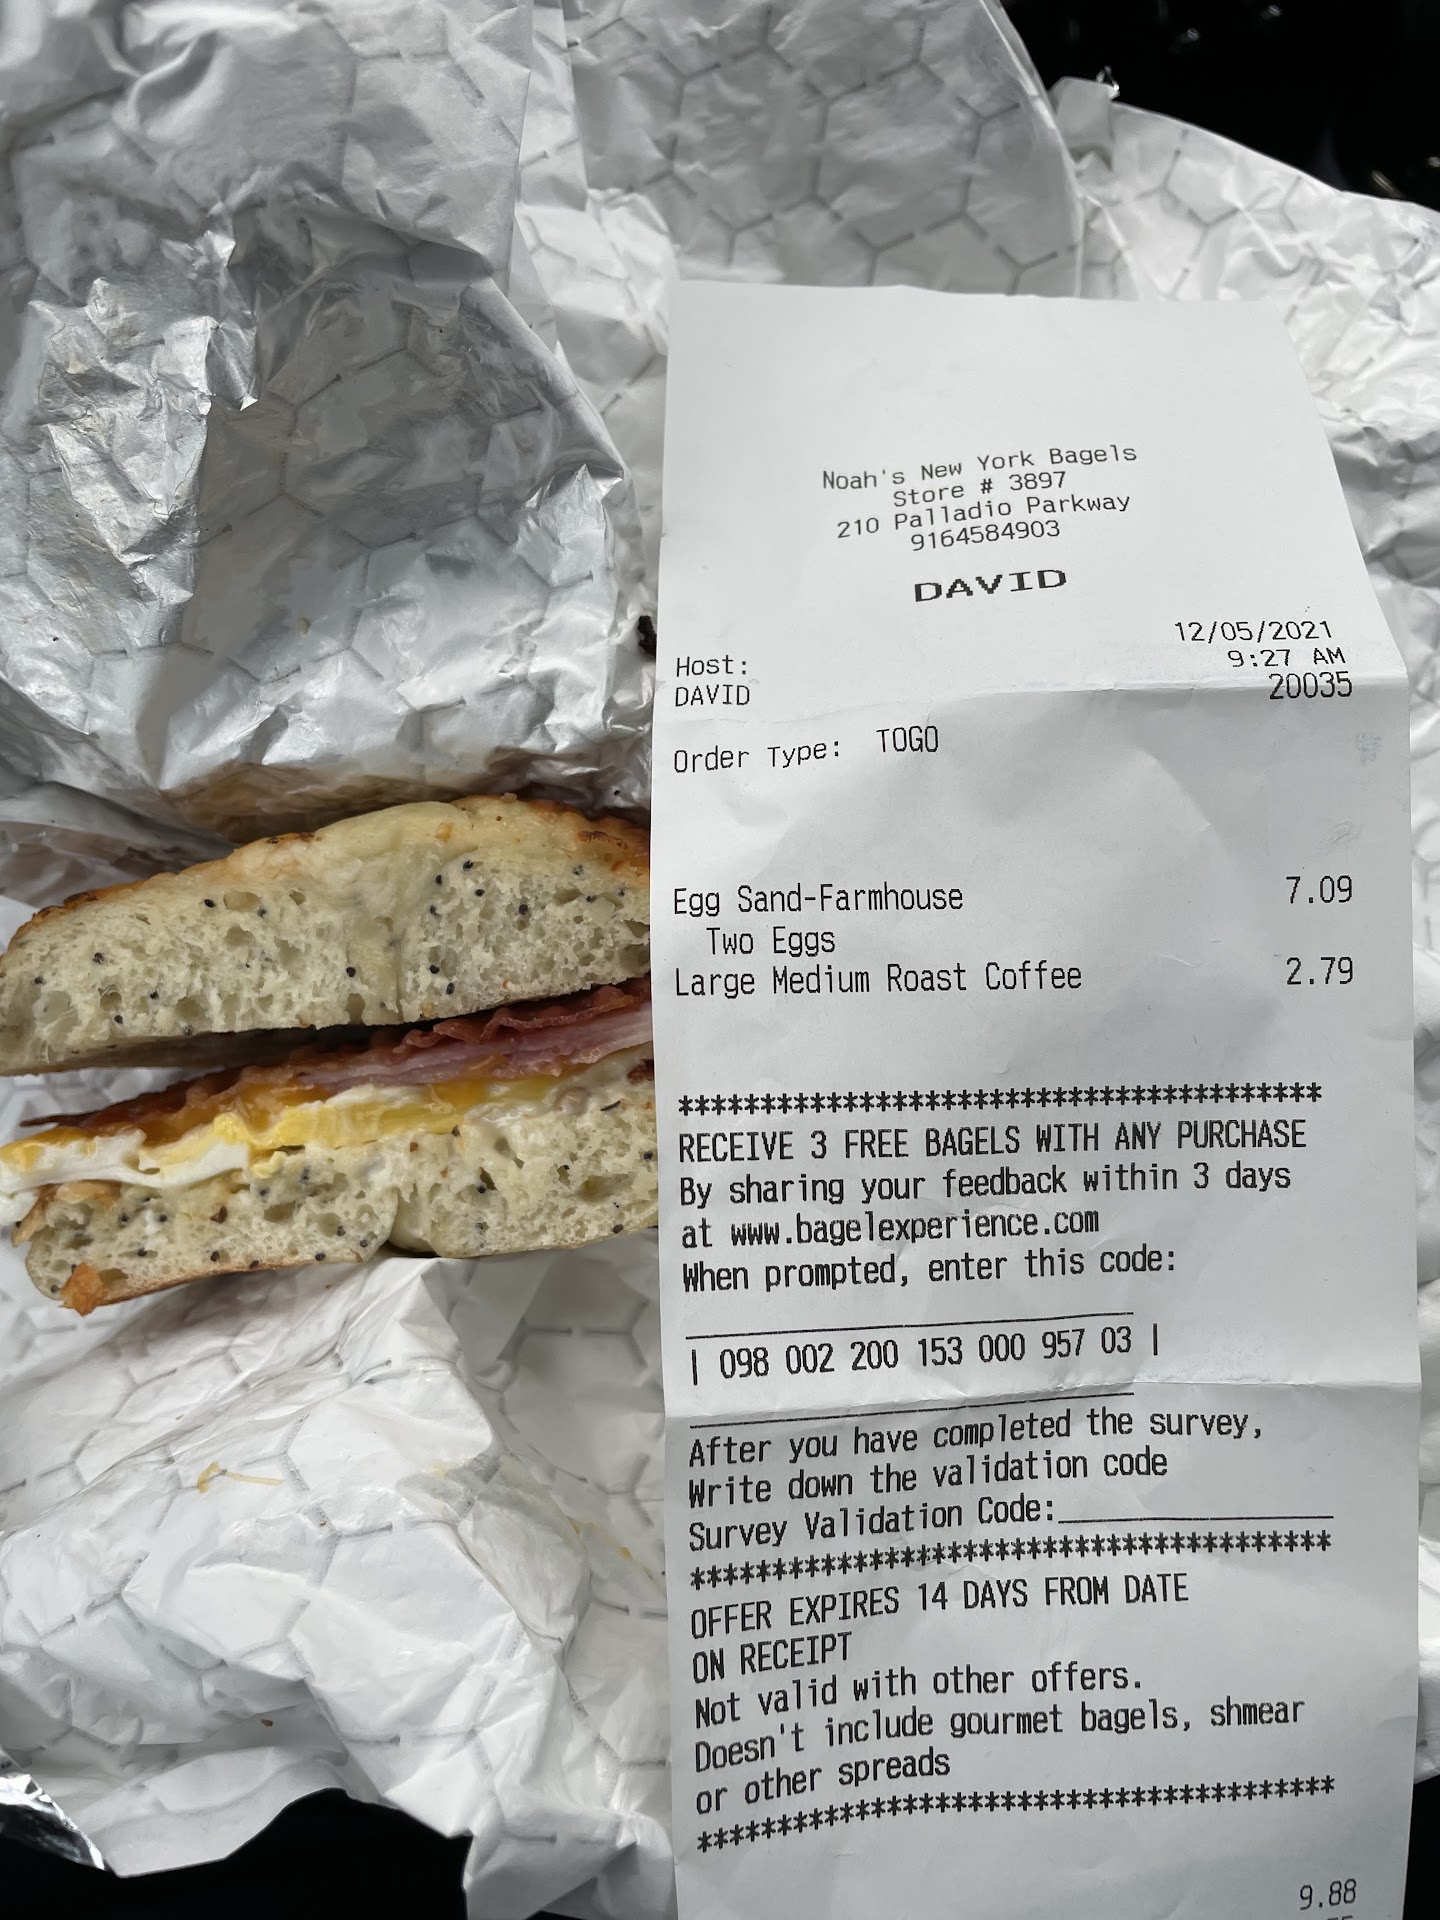 Noah's New York Bagels
Store # 3897
210 Palladio Parkway
9164584903
DAVID
12/05/2021
Host: 9:27 AM
DAVID 20035
Order Type: TOGO
Egg Sand-Farmhouse 7.09
Two Eggs
Large Medium Roast Coffee 2.79
****************************************
RECEIVE 3 FREE BAGELS WITH ANY PURCHASE
By sharing your feedback within 3 days
at www.bagelexperience.com
When prompted, enter this code:
| 098 002 200 153 000 957 03 |
After you have completed the survey,
Write down the validation code
Survey Validation Code:_________________
****************************************
OFFER EXPIRES 14 DAYS FROM DATE
ON RECEIPT
Not valid with other offers.
Doesn't include gourmet bagels, shmear
or other spreads
****************************************
9.88